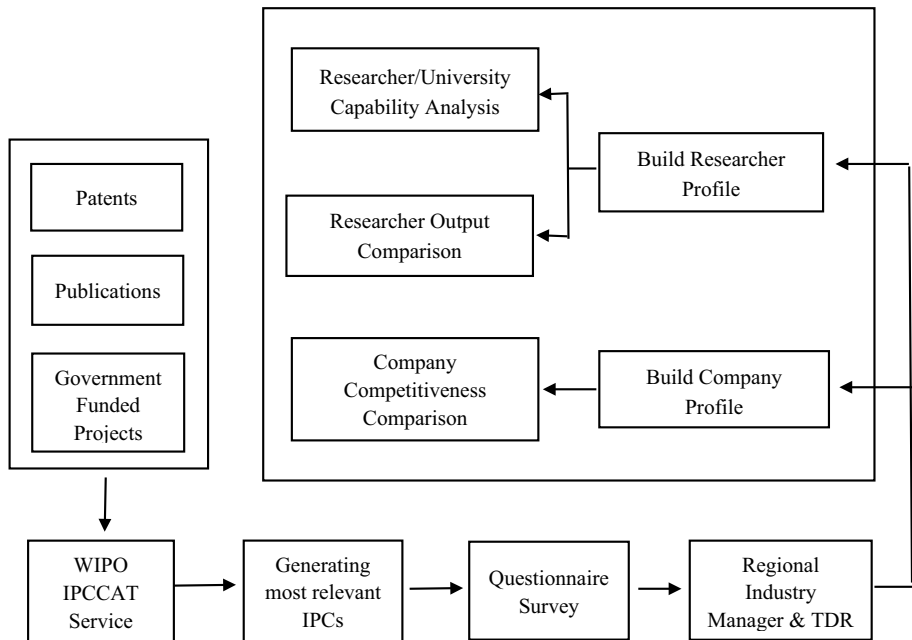 Researcher/University
Capability Analysis
Build Researcher
Profile
Researcher Output
Comparison
Company
Competitiveness
Comparison
Build Company
Profile
Patents
Publications
Government
Funded
Projects
WIPO
IPCCAT
Service
Generating
most relevant
IPCs
Questionnaire
Survey
Regional
Industry
Manager & TDR